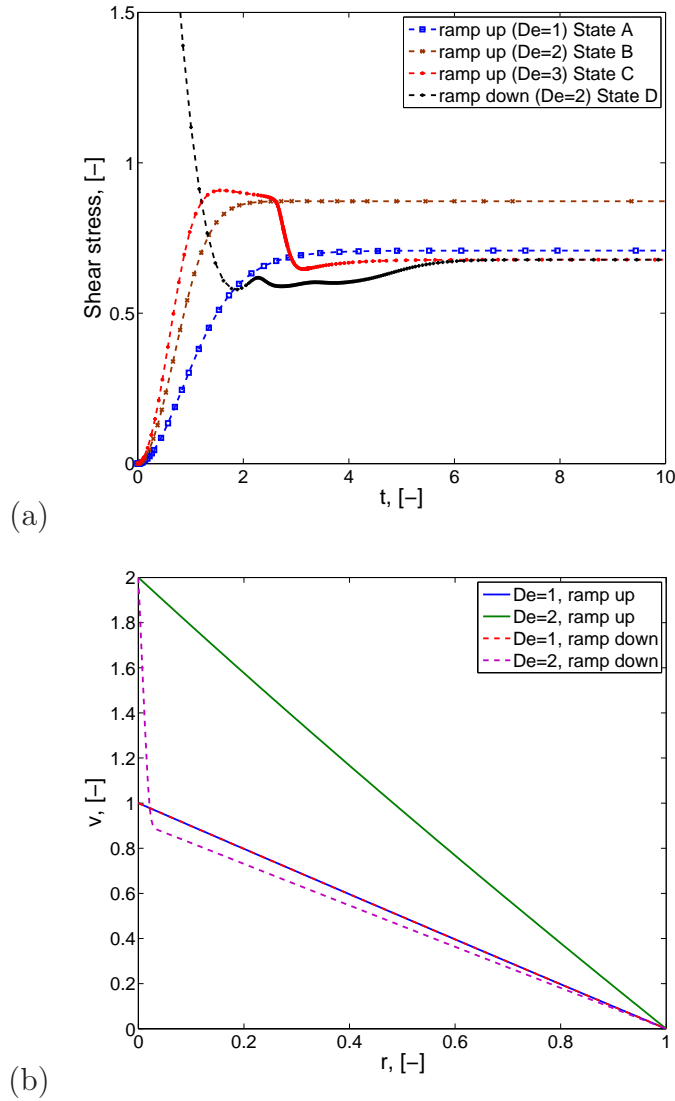 1.5
1
0.5
0
Shear stress, [−]
ramp up (De=1) State A
ramp up (De=2) State B
ramp up (De=3) State C
ramp down (De=2) State D
0 2 4 6 8 10
t, [−]
(a)
2
1.8
1.6
1.4
1.2
1
0.8
0.6
0.4
0.2
0
v, [−]
De=1, ramp up
De=2, ramp up
De=1, ramp down
De=2, ramp down
0 0.2 0.4 0.6 0.8 1
r, [−]
(b)